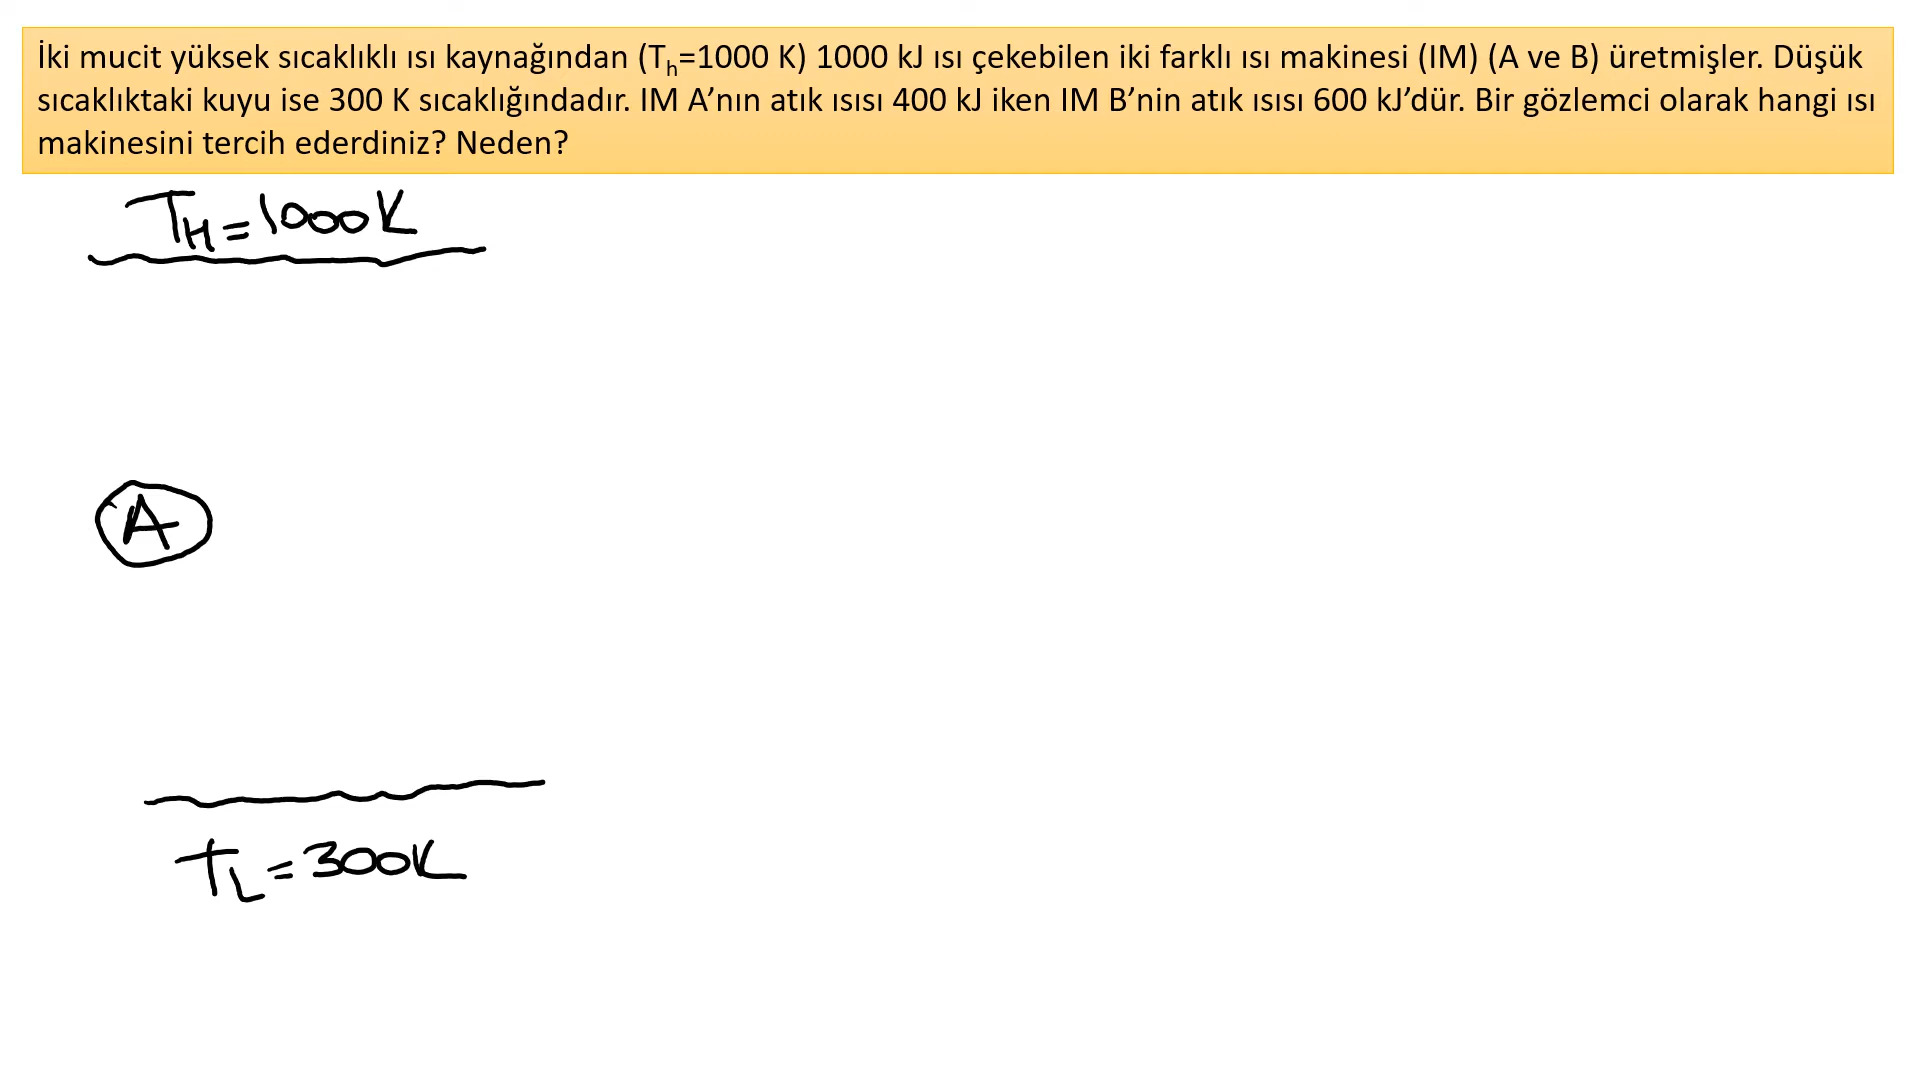 İki mucit yüksek sıcaklıklı ısı kaynağından (Th=1000 K) 1000 kJ ısı çekebilen iki farklı ısı makinesi (IM) (A ve B) üretmişler. Düşük
sıcaklıktaki kuyu ise 300 K sıcaklığındadır. IM A’nın atık ısısı 400 kJ iken IM B’nin atık ısısı 600 kJ’dür. Bir gözlemci olarak hangi ısı
makinesini tercih ederdiniz? Neden?
TH=1000K
A
TL=300K